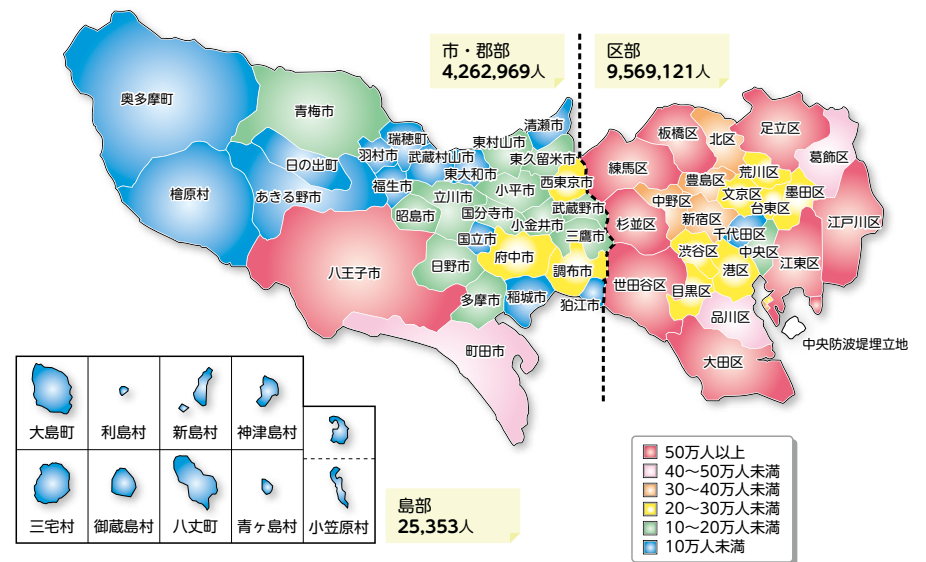 市・郡部
4,262,969人
区部
9,569,121人
奥多摩町
青梅市
瑞穂町
羽村市
武蔵村山市
東大和市
東村山市
清瀬市
東久留米市
日の出町
檜原村
あきる野市
福生市
立川市
小平市
西東京市
昭島市
国分寺市
小金井市
武蔵野市
国立市
三鷹市
八王子市
日野市
府中市
調布市
多摩市
稲城市
狛江市
町田市
板橋区
北区
足立区
葛飾区
練馬区
豊島区
荒川区
文京区
墨田区
台東区
中野区
杉並区
新宿区
千代田区
江戸川区
渋谷区
中央区
江東区
世田谷区
目黒区
港区
品川区
大田区
中央防波堤埋立地
大島町
利島村
新島村
神津島村
三宅村
御蔵島村
八丈町
青ヶ島村
小笠原村
島部
25,353人
50万人以上
40〜50万人未満
30〜40万人未満
20〜30万人未満
10〜20万人未満
10万人未満